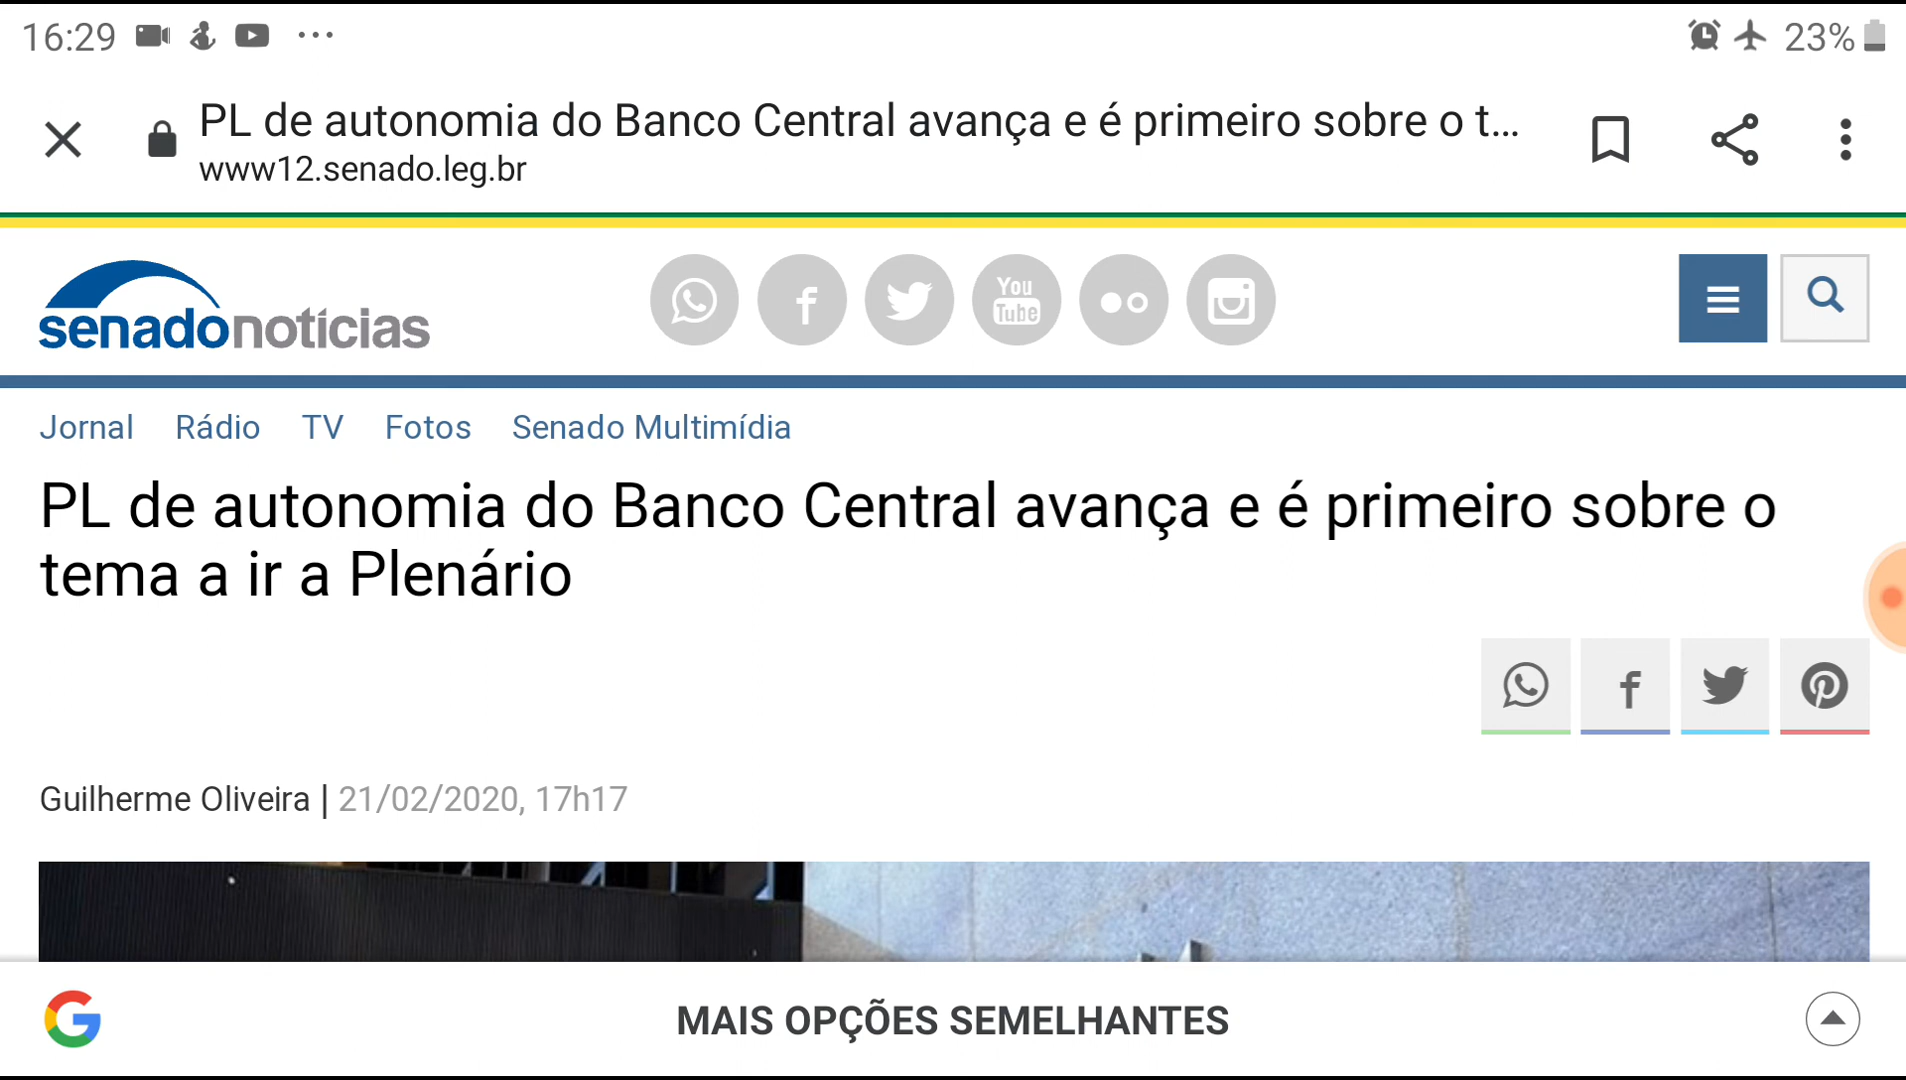 16:29
23%
PL de autonomia do Banco Central avança e é primeiro sobre o t...
www12.senado.leg.br
senadonotícias
You
Tube
Jornal Rádio TV Fotos Senado Multimídia
PL de autonomia do Banco Central avança e é primeiro sobre o
tema a ir a Plenário
Guilherme Oliveira | 21/02/2020, 17h17
MAIS OPÇÕES SEMELHANTES